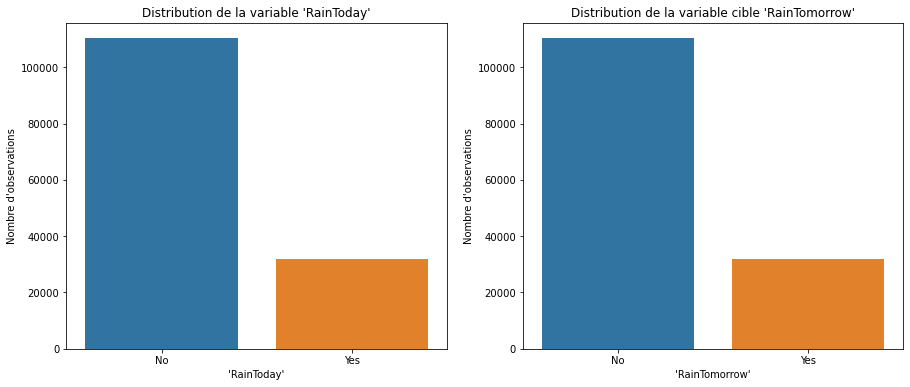 Distribution de la variable 'RainToday'
Nombre d'observations
100000
80000
60000
40000
20000
0
No
Yes
'RainToday'
Distribution de la variable cible 'RainTomorrow'
Nombre d'observations
100000
80000
60000
40000
20000
0
No
Yes
'RainTomorrow'